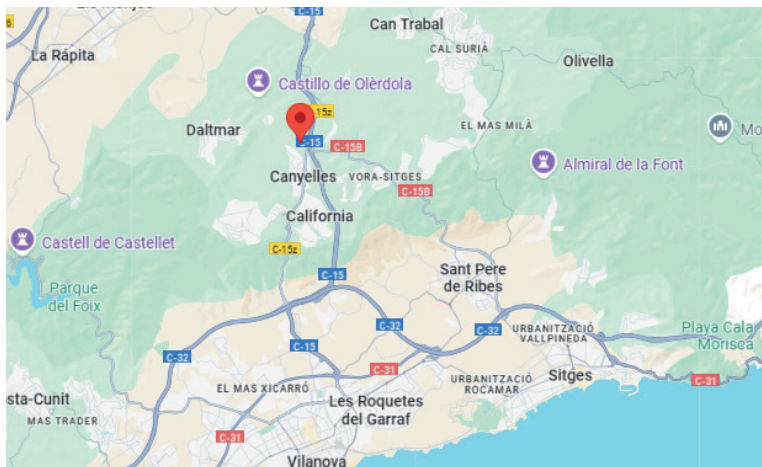 C-15
Can Trabal
La Rápita
CAL SURIÀ
Olivella
Castillo de Olèrdola
15z
Daltmar
EL MAS MILÀ
Mo
C-15
C-15B
Canyelles
VORA-SITGES
Almiral de la Font
C-15B
California
Castell de Castellet
C-15z
C-15
Sant Pere
de Ribes
Parque
del Foix
C-32
C-32
URBANITZACIÓ
VALLPINEDA
Playa Cala
Morisca
C-15
C-32
C-31
C-31
EL MAS XICARRÓ
URBANITZACIÓ
ROCAMAR
Sitges
sta-Cunit
Les Roquetes
del Garraf
MAS TRADER
C-31
Vilanova